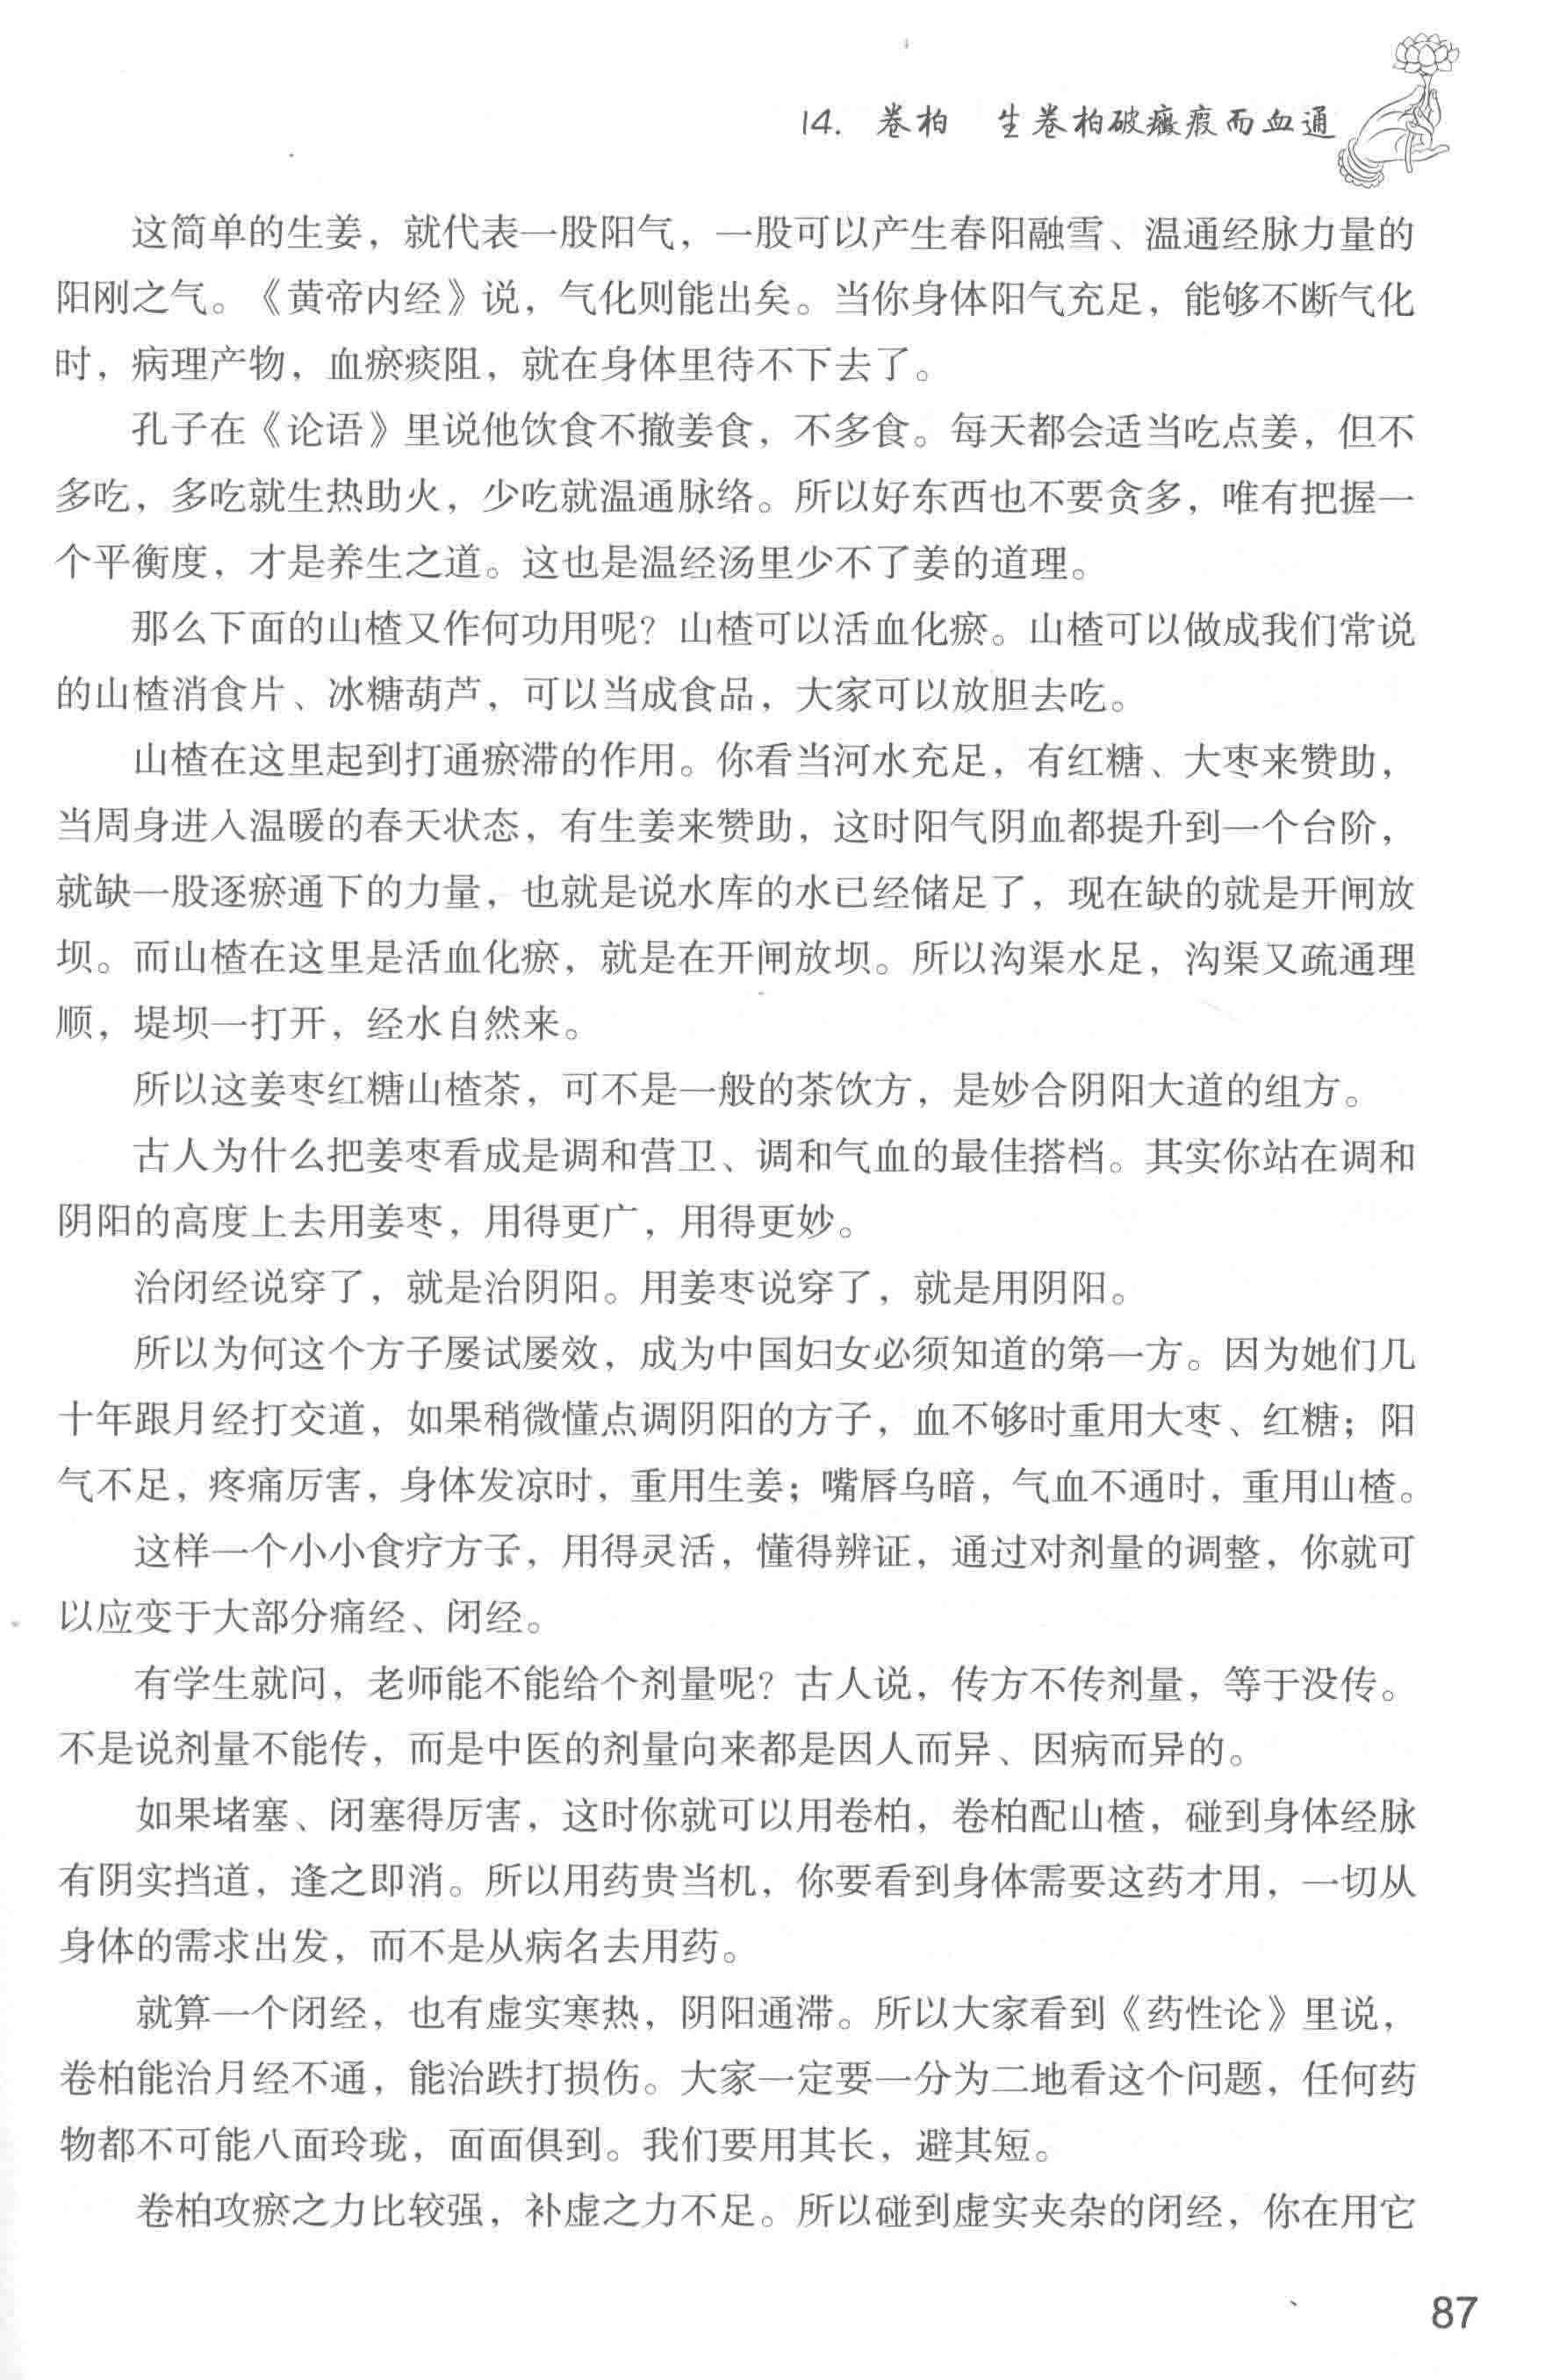 14. 卷柏 生卷柏破癥瘕而血通
这简单的生姜，就代表一股阳气，一股可以产生春阳融雪、温通经脉力量的
阳刚之气。《黄帝内经》说，气化则能出矣。当你身体阳气充足，能够不断气化
时，病理产物，血瘀痰阻，就在身体里待不下去了。
孔子在《论语》里说他饮食不撤姜食，不多食。每天都会适当吃点姜，但不
多吃，多吃就生热助火，少吃就温通脉络。所以好东西也不要贪多，唯有把握一
个平衡度，才是养生之道。这也是温经汤里少不了姜的道理。
那么下面的山楂又作何功用呢？山楂可以活血化瘀。山楂可以做成我们常说
的山楂消食片、冰糖葫芦，可以当成食品，大家可以放胆去吃。
山楂在这里起到打通瘀滞的作用。你看当河水充足，有红糖、大枣来赞助，
当周身进入温暖的春天状态，有生姜来赞助，这时阳气阴血都提升到一个台阶，
就缺一股逐瘀通下的力量，也就是说水库的水已经储足了，现在缺的就是开闸放
坝。而山楂在这里是活血化瘀，就是在开闸放坝。所以沟渠水足，沟渠又疏通理
顺，堤坝一打开，经水自然来。
所以这姜枣红糖山楂茶，可不是一般的茶饮方，是妙合阴阳大道的组方。
古人为什么把姜枣看成是调和营卫、调和气血的最佳搭档。其实你站在调和
阴阳的高度上去用姜枣，用得更广，用得更妙。
治闭经说穿了，就是治阴阳。用姜枣说穿了，就是用阴阳。
所以为何这个方子屡试屡效，成为中国妇女必须知道的第一方。因为她们几
十年跟月经打交道，如果稍微懂点调阴阳的方子，血不够时重用大枣、红糖；阳
气不足，疼痛厉害，身体发凉时，重用生姜；嘴唇乌暗，气血不通时，重用山楂。
这样一个小小食疗方子，用得灵活，懂得辨证，通过对剂量的调整，你就可
以应变于大部分痛经、闭经。
有学生就问，老师能不能给个剂量呢？古人说，传方不传剂量，等于没传。
不是说剂量不能传，而是中医的剂量向来都是因人而异、因病而异的。
如果堵塞、闭塞得厉害，这时你就可以用卷柏，卷柏配山楂，碰到身体经脉
有阴实挡道，逢之即消。所以用药贵当机，你要看到身体需要这药才用，一切从
身体的需求出发，而不是从病名去用药。
就算一个闭经，也有虚实寒热，阴阳通滞。所以大家看到《药性论》里说，
卷柏能治月经不通，能治跌打损伤。大家一定要一分为二地看这个问题，任何药
物都不可能八面玲珑，面面俱到。我们要用其长，避其短。
卷柏攻瘀之力比较强，补虚之力不足。所以碰到虚实夹杂的闭经，你在用它
87